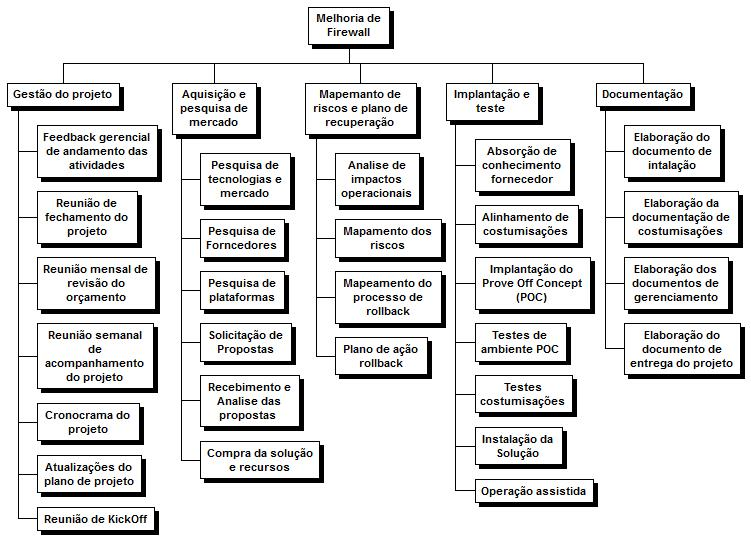 Melhoria de
Firewall
Gestão do projeto
Feedback gerencial
de andamento das
atividades
Reunião de
fechamento do
projeto
Reunião mensal de
revisão do
orçamento
Reunião semanal
de
acompanhamento
do projeto
Cronocrama do
projeto
Atualizações do
plano de projeto
Reunião de KickOff
Aquisição e
pesquisa de
mercado
Pesquisa de
tecnologias e
mercado
Pesquisa de
Forncedores
Pesquisa de
plataformas
Solicitação de
Propostas
Recebimento e
Analise das
propostas
Compra da solução
e recursos
Mapemanto de
riscos e plano de
recuperação
Analise de
impactos
operacionais
Mapamento dos
riscos
Mapeamento do
processo de
rollback
Plano de ação
rollback
Implantação e
teste
Absorção de
conhecimento
fornecedor
Alinhamento de
costumisações
Implantação do
Prove Off Concept
(POC)
Testes de
ambiente POC
Testes
costumisações
Instalação da
Solução
Operação assistida
Documentação
Elaboração do
documento de
intalação
Elaboração da
documentação de
costumisações
Elaboração dos
documentos de
gerenciamento
Elaboração do
documento de
entrega do projeto